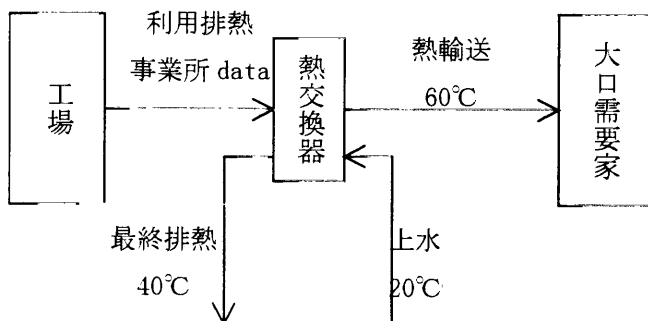 利用排熱
事業所 data
工場
熱交換器
熱輸送
60℃
大口需要家
最終排熱
40℃
上水
20℃